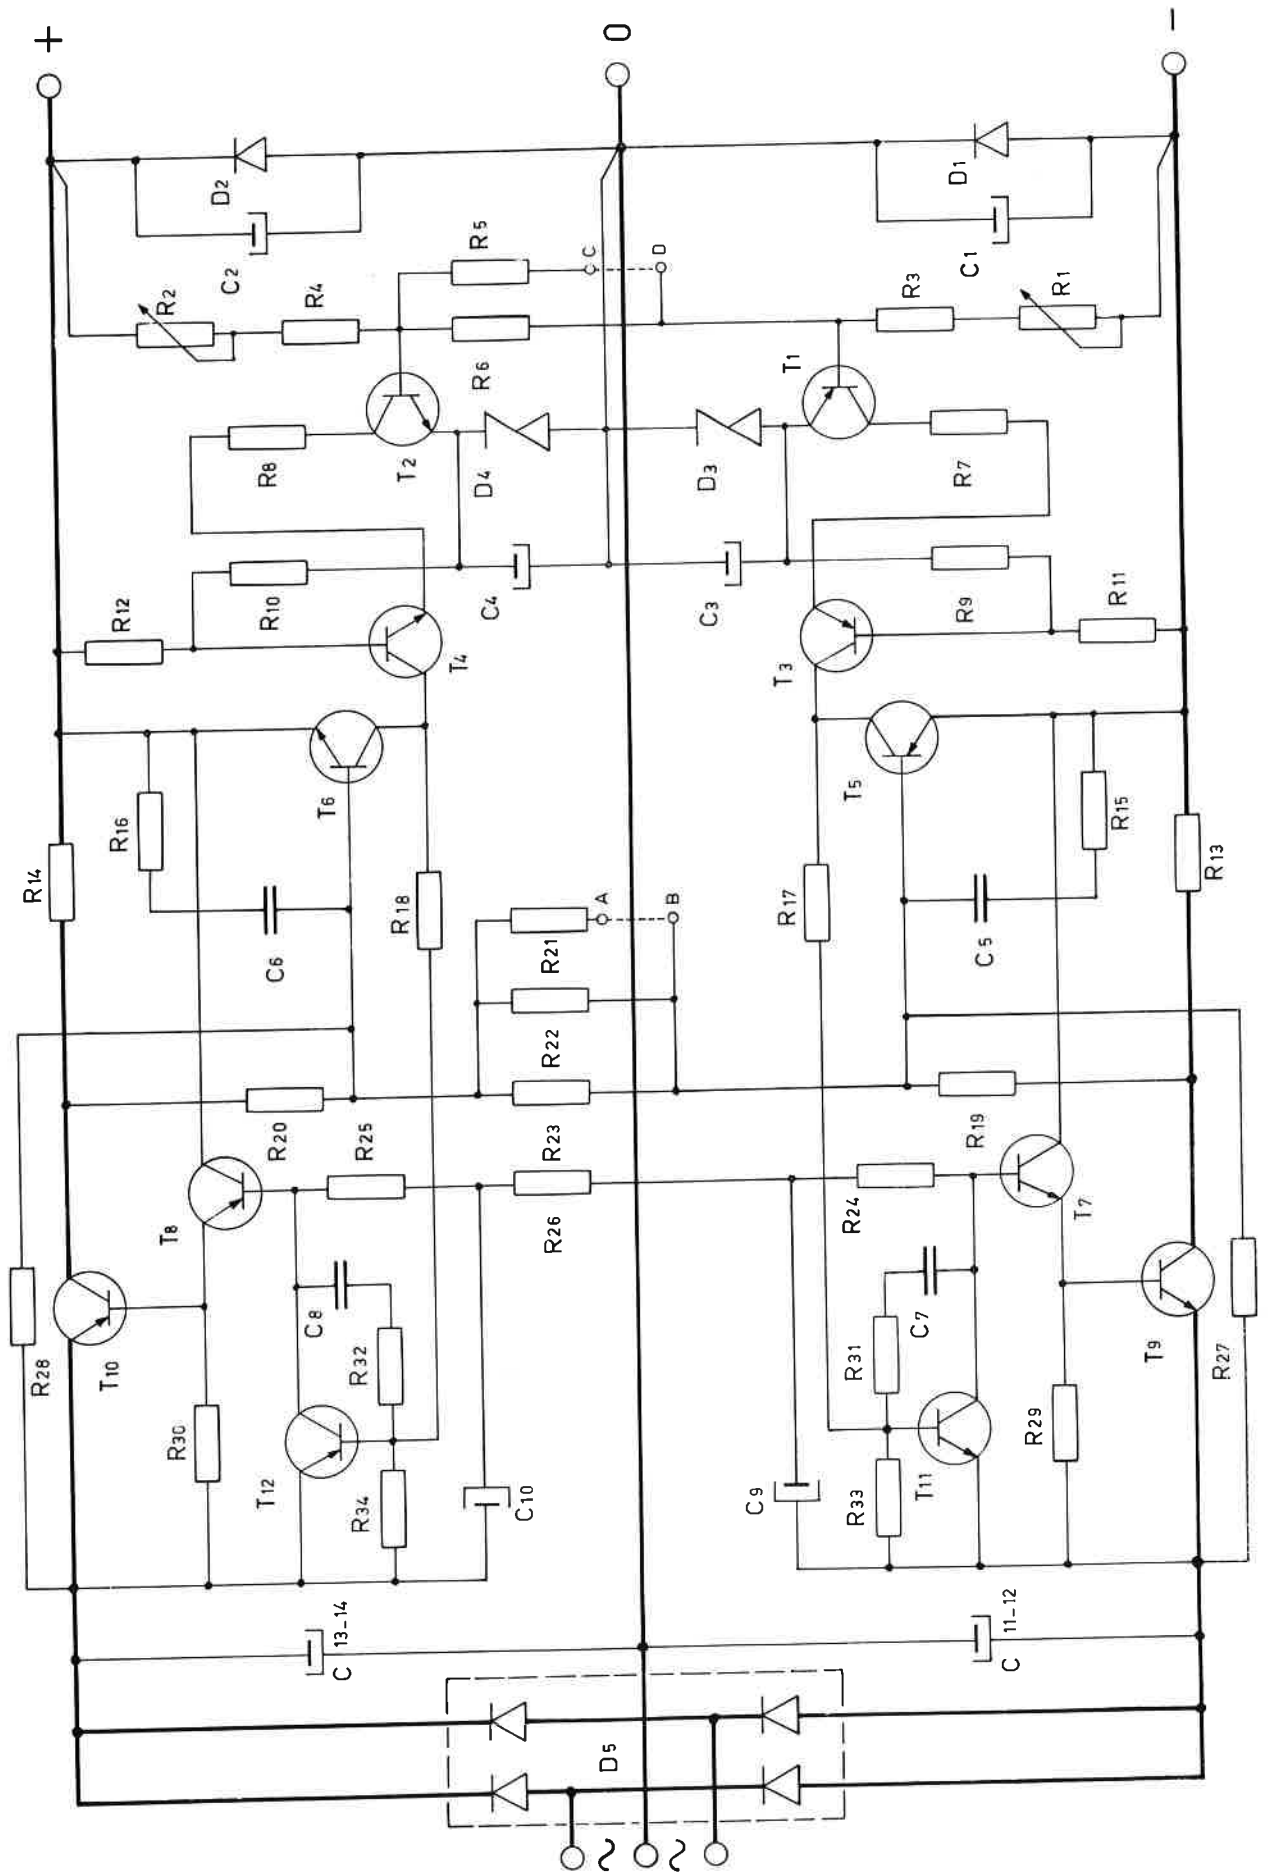 +
0
−
D2
D1
C2
C1
R5
C
D
R2
R4
R3
R1
R6
T1
R8
T2
D4
D3
R7
R12
R10
C4
C3
R9
R11
T4
T3
R16
T6
T5
R15
R14
R13
R18
R17
A
B
C6
R21
C5
R22
R20
R25
R23
R19
T8
R26
R24
T7
R28
T10
C8
R32
R31
C7
T9
R27
R30
T12
R34
C10
C9
R33
T11
R29
C 13-14
C 11-12
D5
~
~